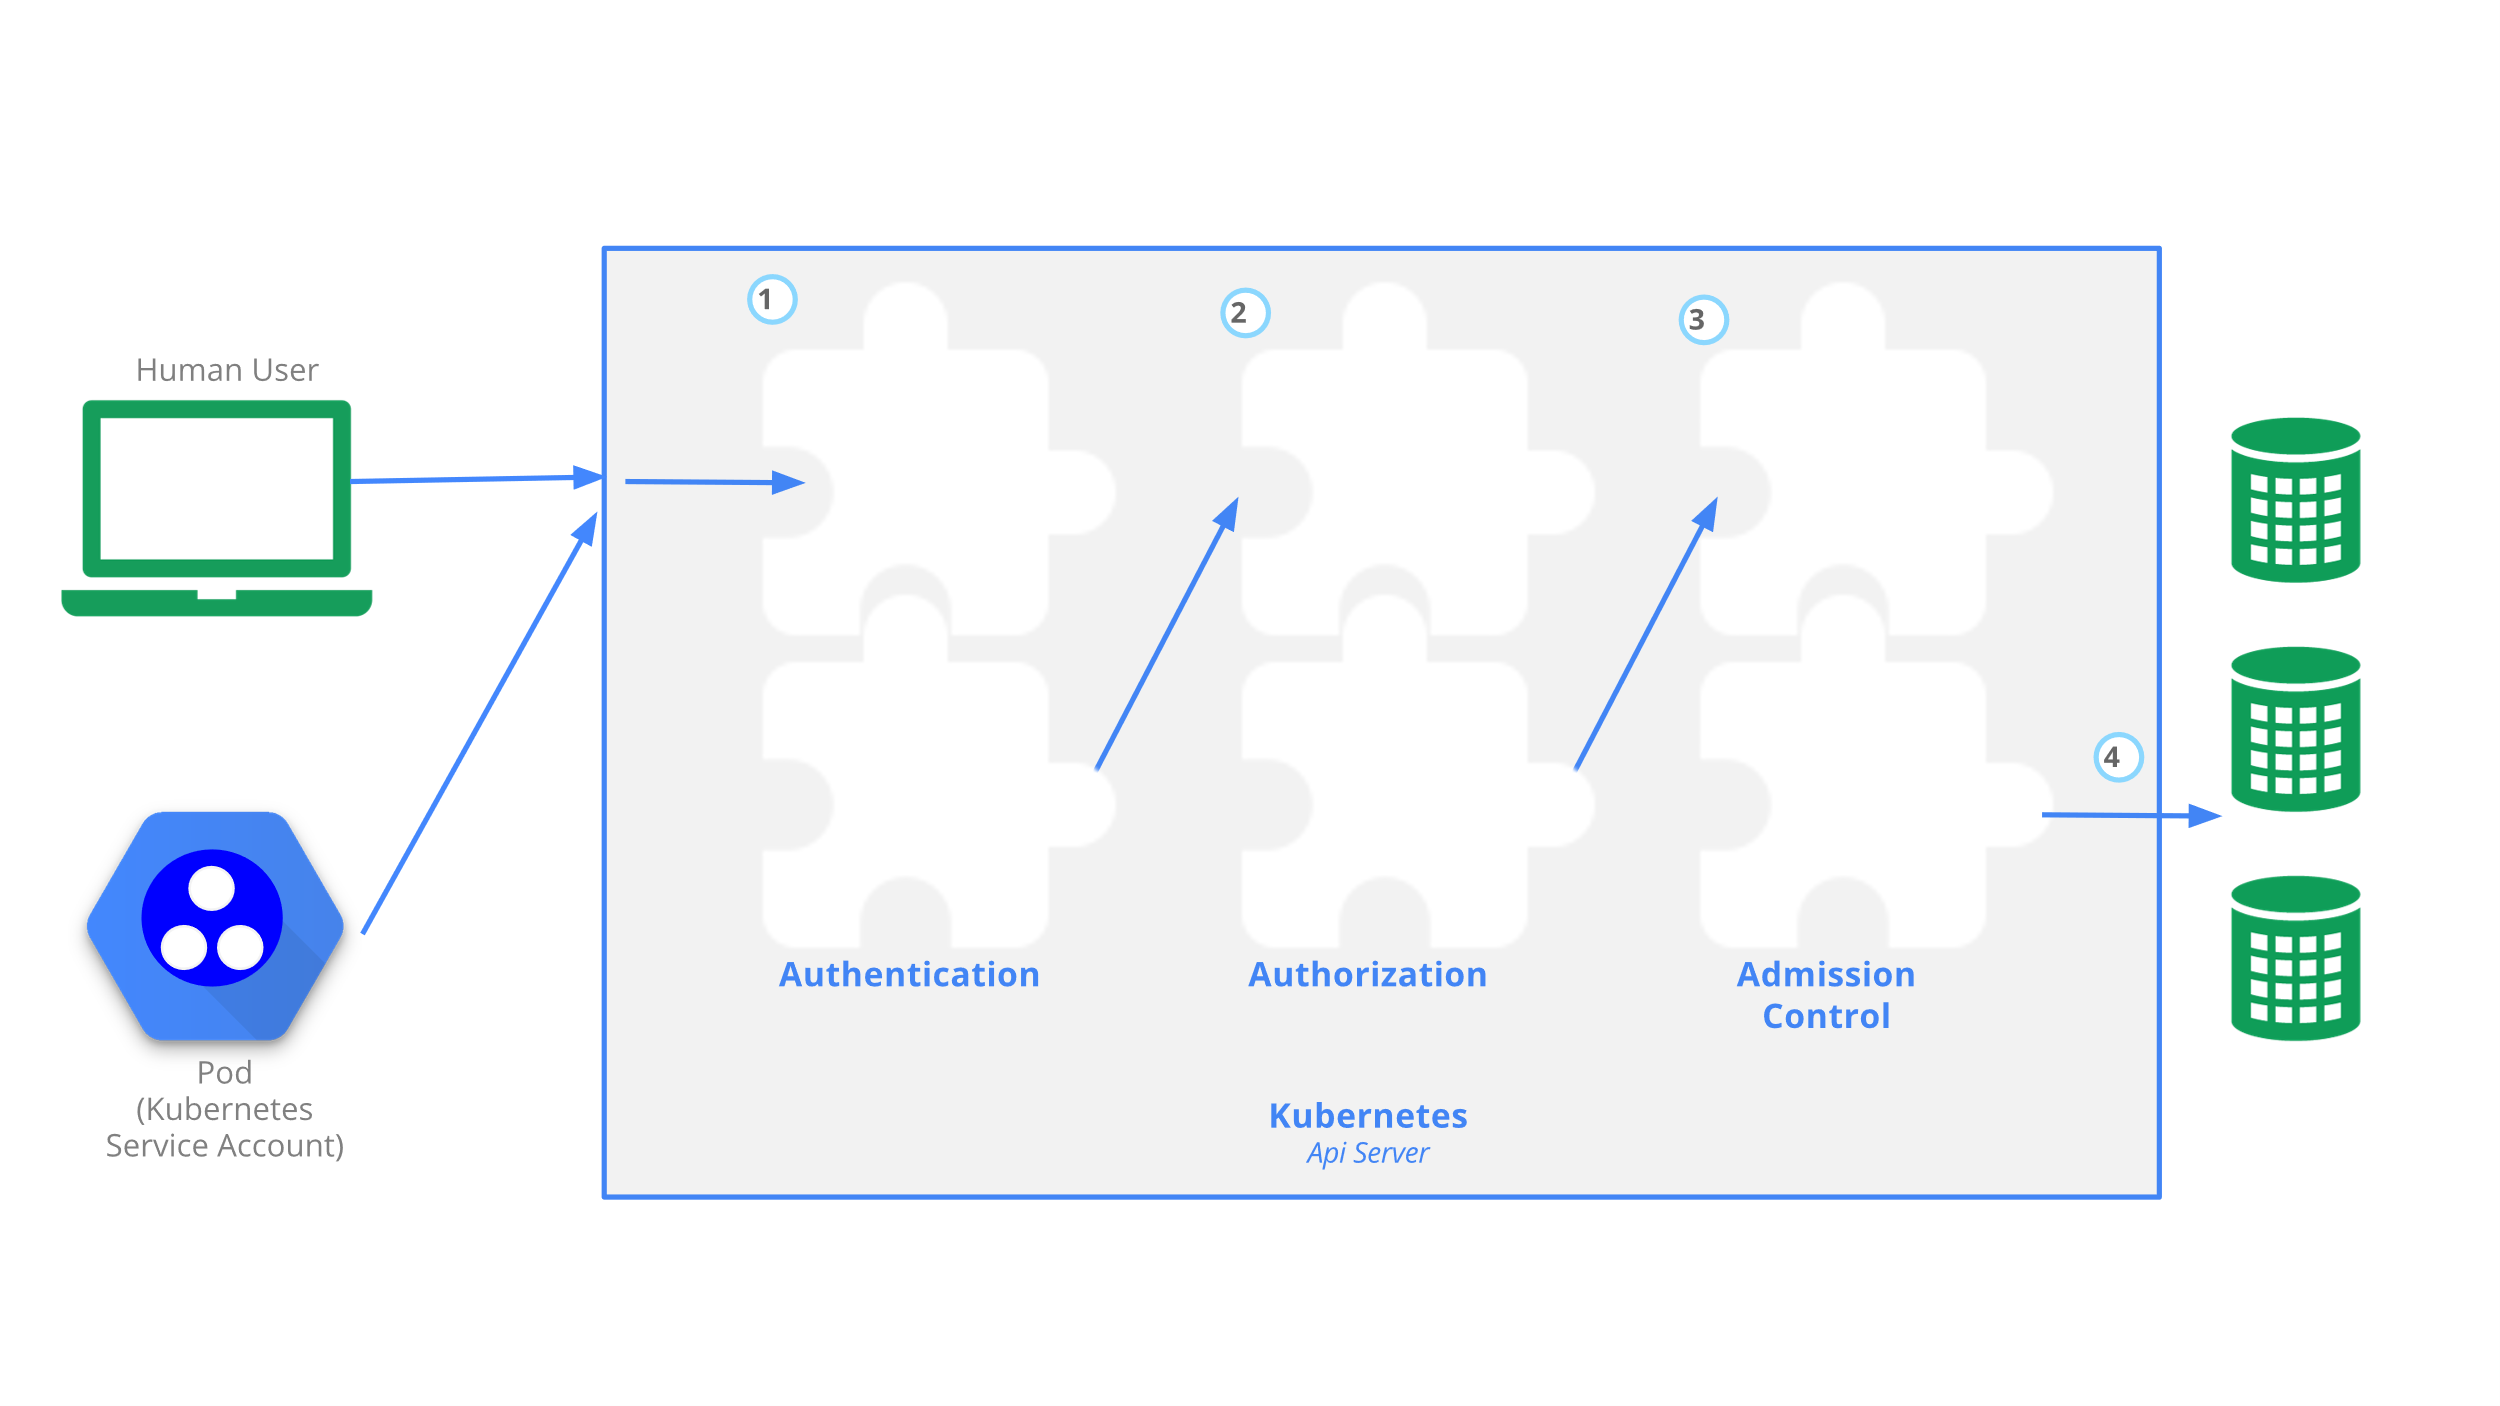 Human User
1
2
3
4
Pod
(Kubernetes
Service Account)
Authentication
Authorization
Admission
Control
Kubernetes
Api Server